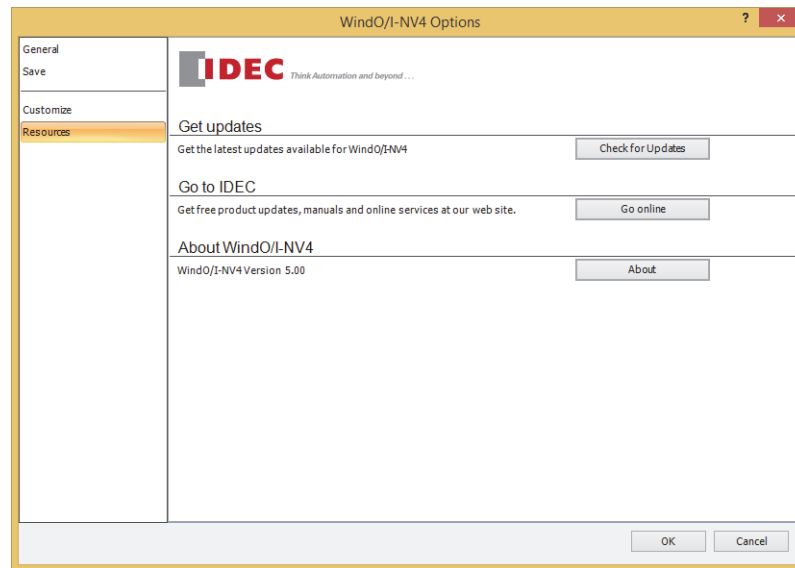 WindO/I-NV4 Options
?
×
General
Save
Customize
Resources
IDEC Think Automation and beyond...
Get updates
Get the latest updates available for WindO/I-NV4
Check for Updates
Go to IDEC
Get free product updates, manuals and online services at our web site.
Go online
About WindO/I-NV4
WindO/I-NV4 Version 5.00
About
OK
Cancel